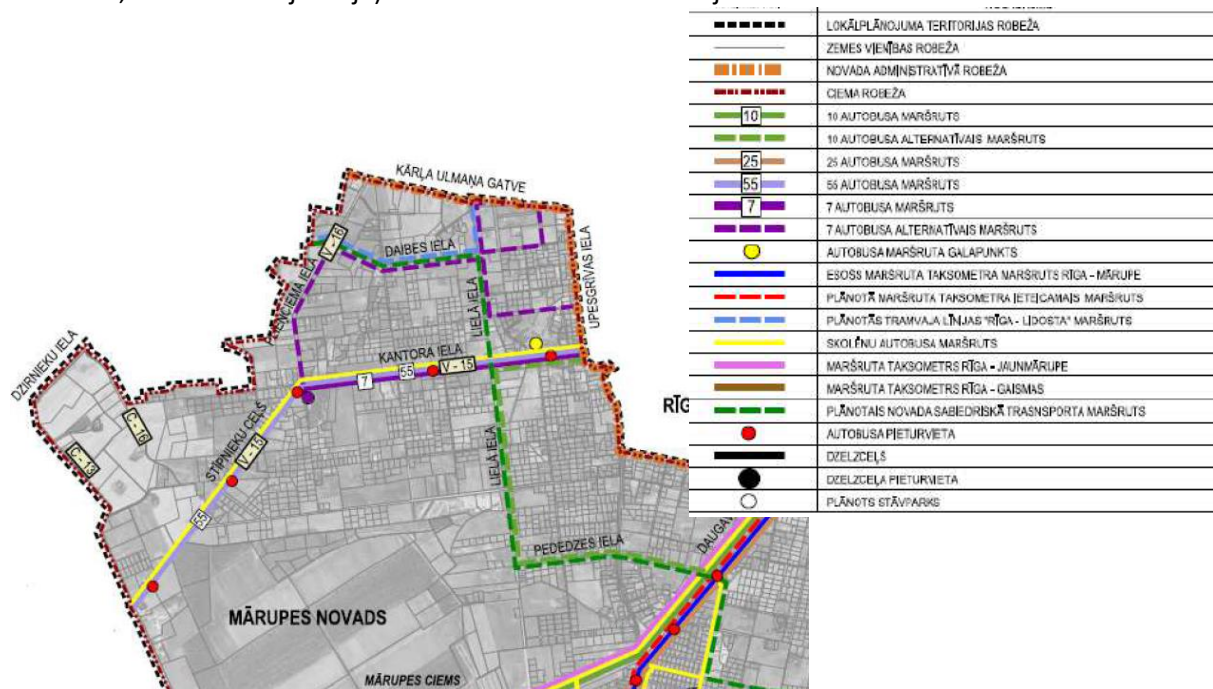 LOKĀLPLĀNOJUMA TERITORIJAS ROBEŽA
ZEMES VIENĪBAS ROBEŽA
NOVADA ADMINISTRATĪVĀ ROBEŽA
CIEMA ROBEŽA
10 10 AUTOBUSA MARŠRUTS
10 AUTOBUSA ALTERNATĪVAIS MARŠRUTS
25 25 AUTOBUSA MARŠRUTS
55 55 AUTOBUSA MARŠRUTS
7 7 AUTOBUSA MARŠRUTS
7 AUTOBUSA ALTERNATĪVAIS MARŠRUTS
AUTOBUSA MARŠRUTA GALAPUNKTS
ESOŠS MARŠRUTA TAKSOMETRA MARŠRUTS RĪGA - MĀRUPE
PLĀNOTĀ MARŠRUTA TAKSOMETRA IETEICAMAIS MARŠRUTS
PLĀNOTĀS TRAMVAJA LĪNIJAS "RĪGA - LIDOSTA" MARŠRUTS
SKOLĒNU AUTOBUSA MARŠRUTS
MARŠRUTA TAKSOMETRS RĪGA - JAUNMĀRUPE
MARŠRUTA TAKSOMETRS RĪGA - GAISMAS
PLĀNOTAIS NOVADA SABIEDRISKĀ TRASNSPORTA MARŠRUTS
AUTOBUSA PIETURVIETA
DZELZCEĻŠ
DZELZCEĻA PIETURVIETA
PLĀNOTS STĀVPARKS
KĀRĻA ULMAŅA GATVE
V - 16
DAIBES IELA
LIELĀ IELA
UPESGRĪVAS IELA
KANTORA IELA
V - 15
7
55
DZIRNIEKU IELA
C - 16
C - 13
STĪPNIEKU CEĻŠ
V - 15
55
LIELĀ IELA
PEDEDZES IELA
MĀRUPES NOVADS
MĀRUPES CIEMS